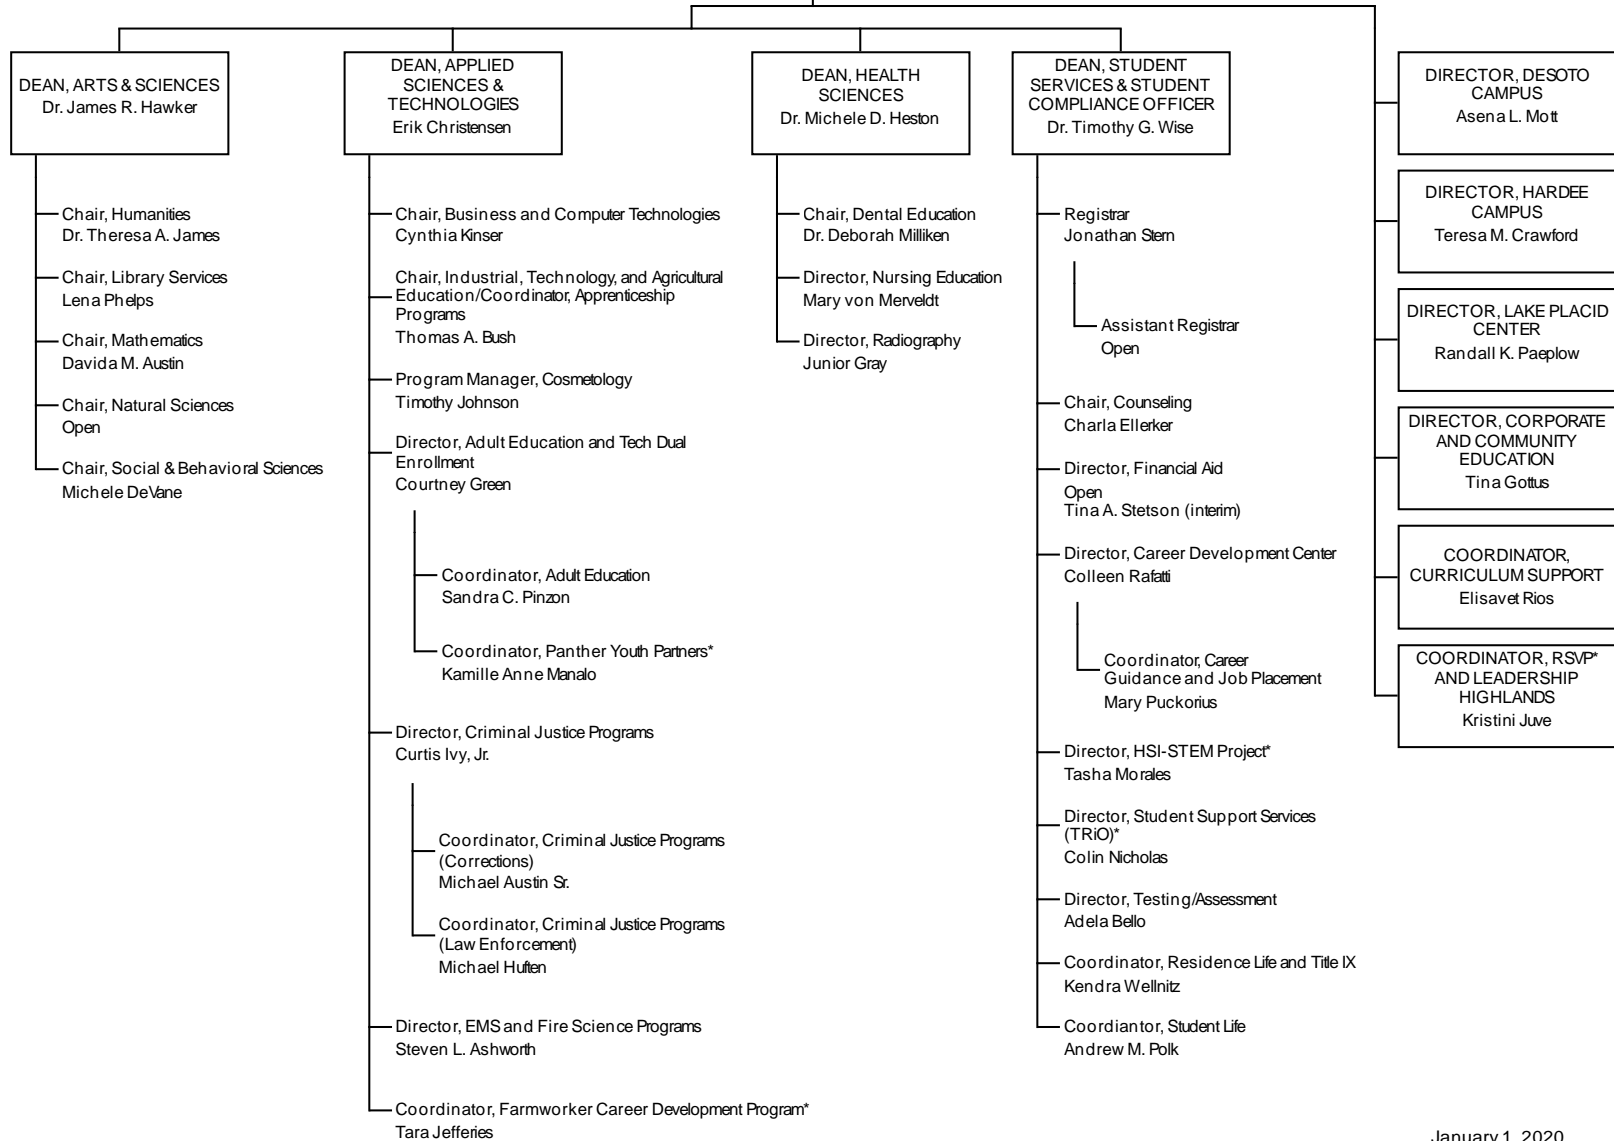 DEAN, ARTS & SCIENCES
Dr. James R. Hawker
Chair, Humanities
Dr. Theresa A. James
Chair, Library Services
Lena Phelps
Chair, Mathematics
Davida M. Austin
Chair, Natural Sciences
Open
Chair, Social & Behavioral Sciences
Michele DeVane
DEAN, APPLIED
SCIENCES &
TECHNOLOGIES
Erik Christensen
Chair, Business and Computer Technologies
Cynthia Kinser
Chair, Industrial, Technology, and Agricultural
Education/Coordinator, Apprenticeship
Programs
Thomas A. Bush
Program Manager, Cosmetology
Timothy Johnson
Director, Adult Education and Tech Dual
Enrollment
Courtney Green
Coordinator, Adult Education
Sandra C. Pinzon
Coordinator, Panther Youth Partners*
Kamille Anne Manalo
Director, Criminal Justice Programs
Curtis Ivy, Jr.
Coordinator, Criminal Justice Programs
(Corrections)
Michael Austin Sr.
Coordinator, Criminal Justice Programs
(Law Enforcement)
Michael Huften
Director, EMS and Fire Science Programs
Steven L. Ashworth
Coordinator, Farmworker Career Development Program*
Tara Jefferies
DEAN, HEALTH
SCIENCES
Dr. Michele D. Heston
Chair, Dental Education
Dr. Deborah Milliken
Director, Nursing Education
Mary von Merveldt
Director, Radiography
Junior Gray
DEAN, STUDENT
SERVICES & STUDENT
COMPLIANCE OFFICER
Dr. Timothy G. Wise
Registrar
Jonathan Stern
Assistant Registrar
Open
Chair, Counseling
Charla Ellerker
Director, Financial Aid
Open
Tina A. Stetson (interim)
Director, Career Development Center
Colleen Rafatti
Coordinator, Career
Guidance and Job Placement
Mary Puckorius
Director, HSI-STEM Project*
Tasha Morales
Director, Student Support Services
(TRiO)*
Colin Nicholas
Director, Testing/Assessment
Adela Bello
Coordinator, Residence Life and Title IX
Kendra Wellnitz
Coordiantor, Student Life
Andrew M. Polk
DIRECTOR, DESOTO
CAMPUS
Asena L. Mott
DIRECTOR, HARDEE
CAMPUS
Teresa M. Crawford
DIRECTOR, LAKE PLACID
CENTER
Randall K. Paeplow
DIRECTOR, CORPORATE
AND COMMUNITY
EDUCATION
Tina Gottus
COORDINATOR,
CURRICULUM SUPPORT
Elisavet Rios
COORDINATOR, RSVP*
AND LEADERSHIP
HIGHLANDS
Kristini Juve
January 1, 2020